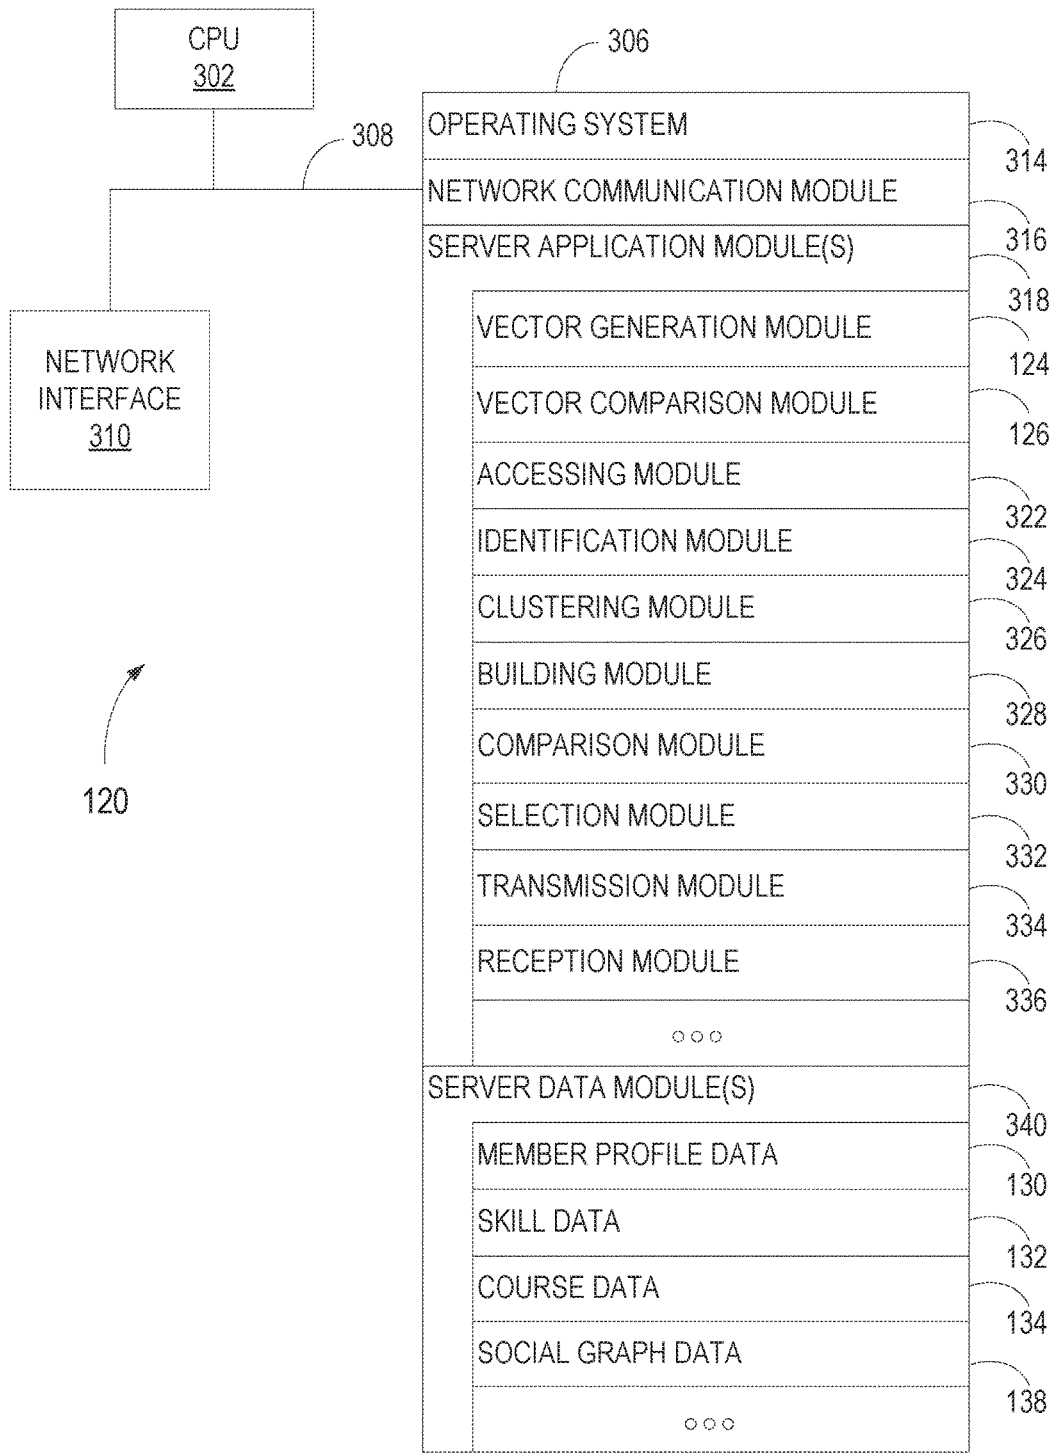 CPU
302
306
308
OPERATING SYSTEM
314
NETWORK COMMUNICATION MODULE
316
SERVER APPLICATION MODULE(S)
318
NETWORK
INTERFACE
310
VECTOR GENERATION MODULE
124
VECTOR COMPARISON MODULE
126
ACCESSING MODULE
322
IDENTIFICATION MODULE
324
CLUSTERING MODULE
326
BUILDING MODULE
328
COMPARISON MODULE
330
120
SELECTION MODULE
332
TRANSMISSION MODULE
334
RECEPTION MODULE
336
SERVER DATA MODULE(S)
340
MEMBER PROFILE DATA
130
SKILL DATA
132
COURSE DATA
134
SOCIAL GRAPH DATA
138